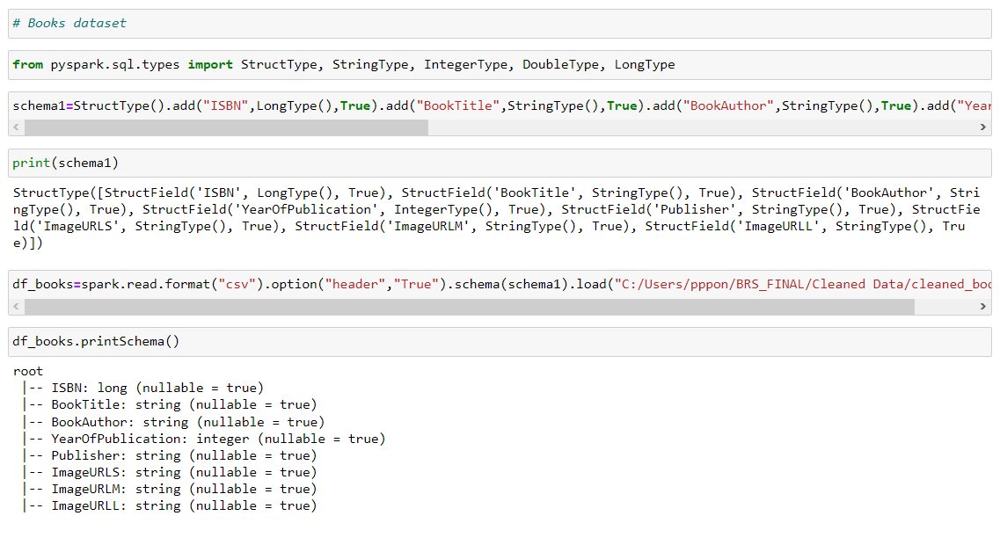 # Books dataset
from pyspark.sql.types import StructType, StringType, IntegerType, DoubleType, LongType
schema1=StructType().add("ISBN",LongType(),True).add("BookTitle",StringType(),True).add("BookAuthor",StringType(),True).add("Year
print(schema1)
StructType([StructField('ISBN', LongType(), True), StructField('BookTitle', StringType(), True), StructField('BookAuthor', Stri
ngType(), True), StructField('YearOfPublication', IntegerType(), True), StructField('Publisher', StringType(), True), StructFie
ld('ImageURLS', StringType(), True), StructField('ImageURLM', StringType(), True), StructField('ImageURLL', StringType(), Tru
e)])
df_books=spark.read.format("csv").option("header","True").schema(schema1).load("C:/Users/pppon/BRS_FINAL/Cleaned Data/cleaned_boo
df_books.printSchema()
root
 |-- ISBN: long (nullable = true)
 |-- BookTitle: string (nullable = true)
 |-- BookAuthor: string (nullable = true)
 |-- YearOfPublication: integer (nullable = true)
 |-- Publisher: string (nullable = true)
 |-- ImageURLS: string (nullable = true)
 |-- ImageURLM: string (nullable = true)
 |-- ImageURLL: string (nullable = true)